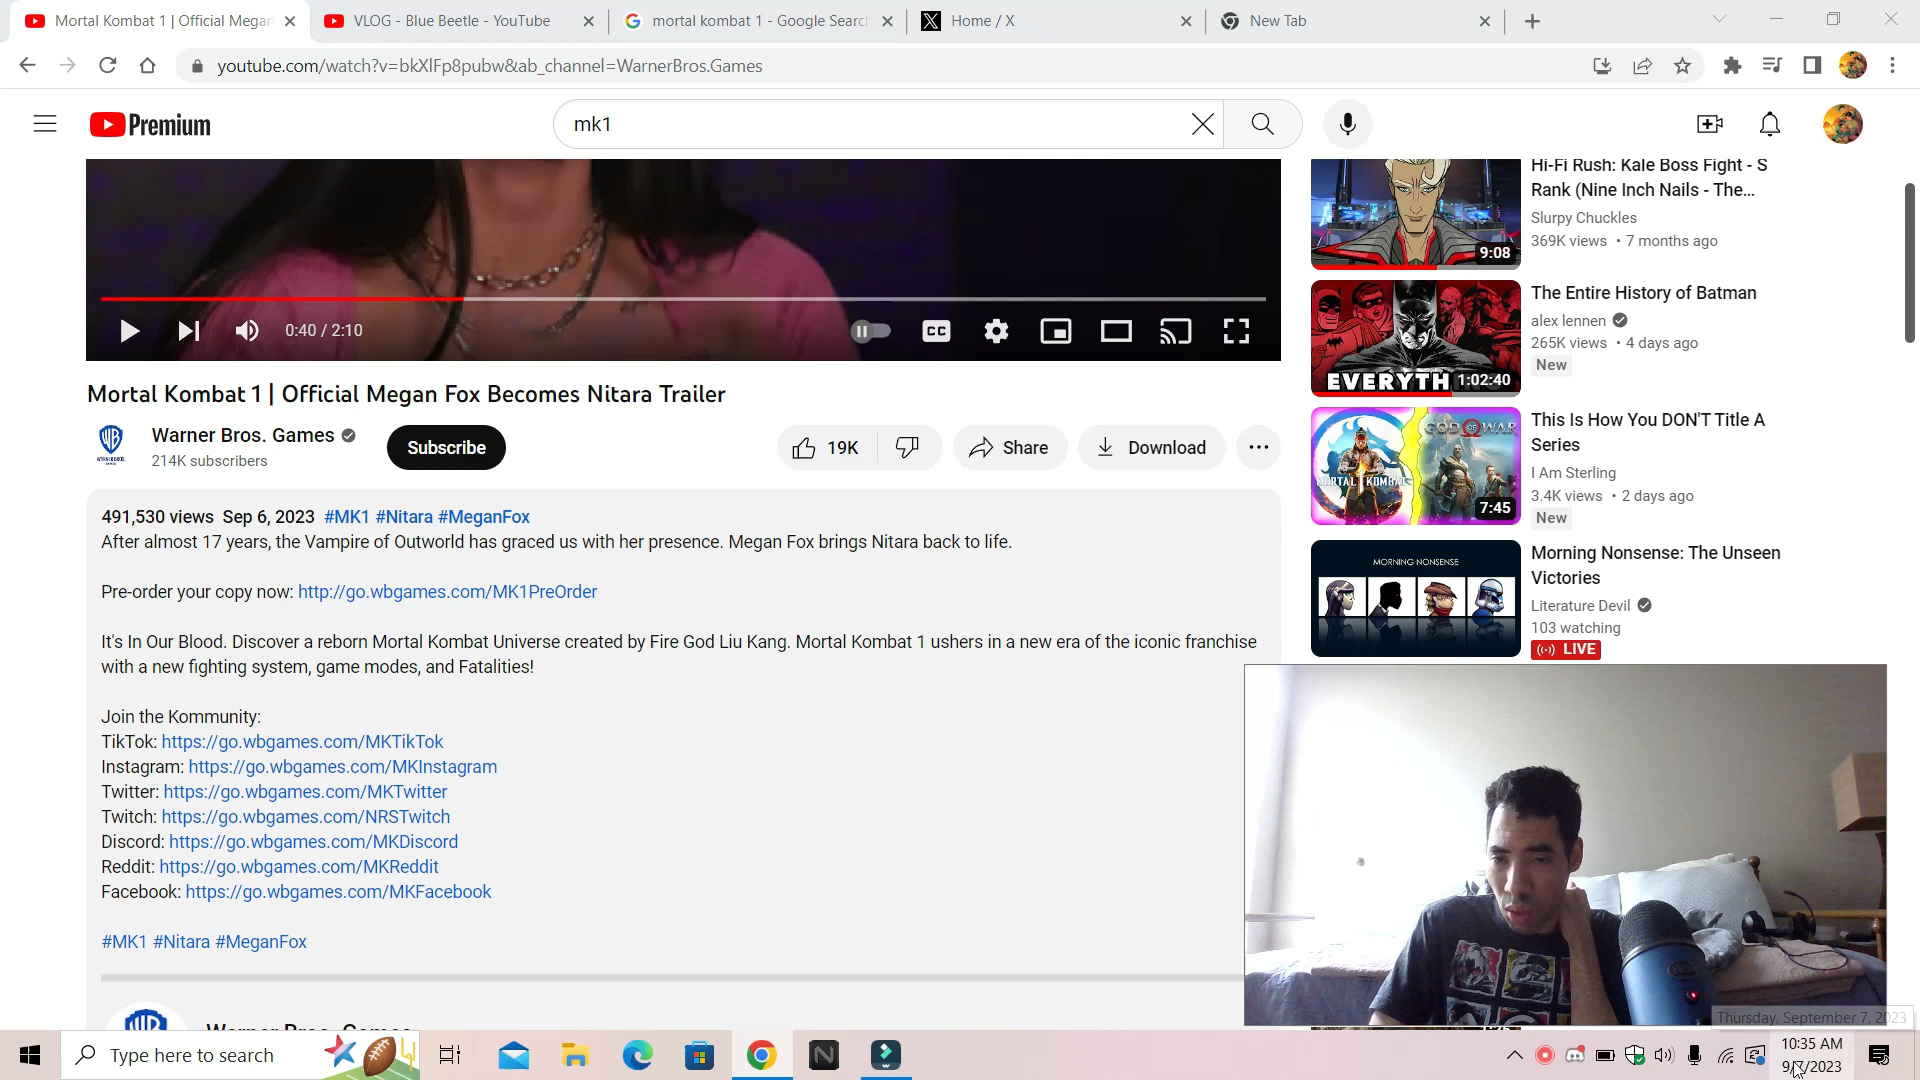 Mortal Kombat 1 | Official Megan
VLOG - Blue Beetle - YouTube
mortal kombat 1 - Google Search
Home / X
New Tab
youtube.com/watch?v=bkXlFp8pubw&ab_channel=WarnerBros.Games
Premium
mk1
0:40 / 2:10
CC
Mortal Kombat 1 | Official Megan Fox Becomes Nitara Trailer
Warner Bros. Games
214K subscribers
Subscribe
19K
Share
Download
491,530 views Sep 6, 2023 #MK1 #Nitara #MeganFox
After almost 17 years, the Vampire of Outworld has graced us with her presence. Megan Fox brings Nitara back to life.
Pre-order your copy now: http://go.wbgames.com/MK1PreOrder
It's In Our Blood. Discover a reborn Mortal Kombat Universe created by Fire God Liu Kang. Mortal Kombat 1 ushers in a new era of the iconic franchise
with a new fighting system, game modes, and Fatalities!
Join the Kommunity:
TikTok: https://go.wbgames.com/MKTikTok
Instagram: https://go.wbgames.com/MKInstagram
Twitter: https://go.wbgames.com/MKTwitter
Twitch: https://go.wbgames.com/NRSTwitch
Discord: https://go.wbgames.com/MKDiscord
Reddit: https://go.wbgames.com/MKReddit
Facebook: https://go.wbgames.com/MKFacebook
#MK1 #Nitara #MeganFox
Warner Bros. Games
Hi-Fi Rush: Kale Boss Fight - S
Rank (Nine Inch Nails - The...
Slurpy Chuckles
369K views • 7 months ago
9:08
The Entire History of Batman
alex lennen
265K views • 4 days ago
New
EVERYTH
1:02:40
This Is How You DON'T Title A
Series
I Am Sterling
3.4K views • 2 days ago
New
MORTAL KOMBAT
GOD OF WAR
7:45
Morning Nonsense: The Unseen
Victories
Literature Devil
103 watching
LIVE
MORNING NONSENSE
Thursday, September 7, 2023
Type here to search
10:35 AM
9/7/2023